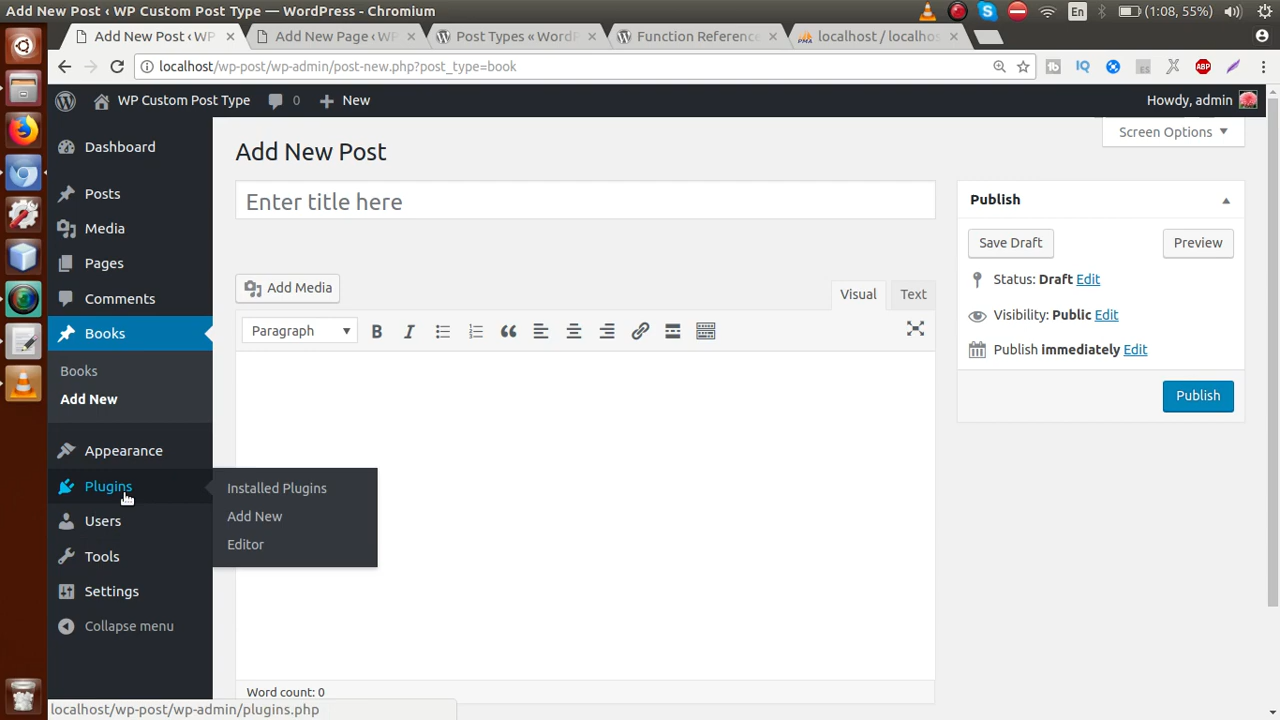 Add New Post ‹ WP Custom Post Type — WordPress - Chromium
En
(1:08, 55%)
Add New Post ‹ WP
Add New Page ‹ WP
Post Types « WordP
Function Reference
localhost / localhos
localhost/wp-post/wp-admin/post-new.php?post_type=book
IQ
ABP
WP Custom Post Type
0
New
Howdy, admin
Screen Options
Dashboard
Posts
Media
Pages
Comments
Books
Books
Add New
Appearance
Plugins
Installed Plugins
Add New
Editor
Users
Tools
Settings
Collapse menu
Add New Post
Enter title here
Add Media
Visual
Text
Paragraph
B
I
Word count: 0
Publish
Save Draft
Preview
Status: Draft Edit
Visibility: Public Edit
Publish immediately Edit
Publish
localhost/wp-post/wp-admin/plugins.php